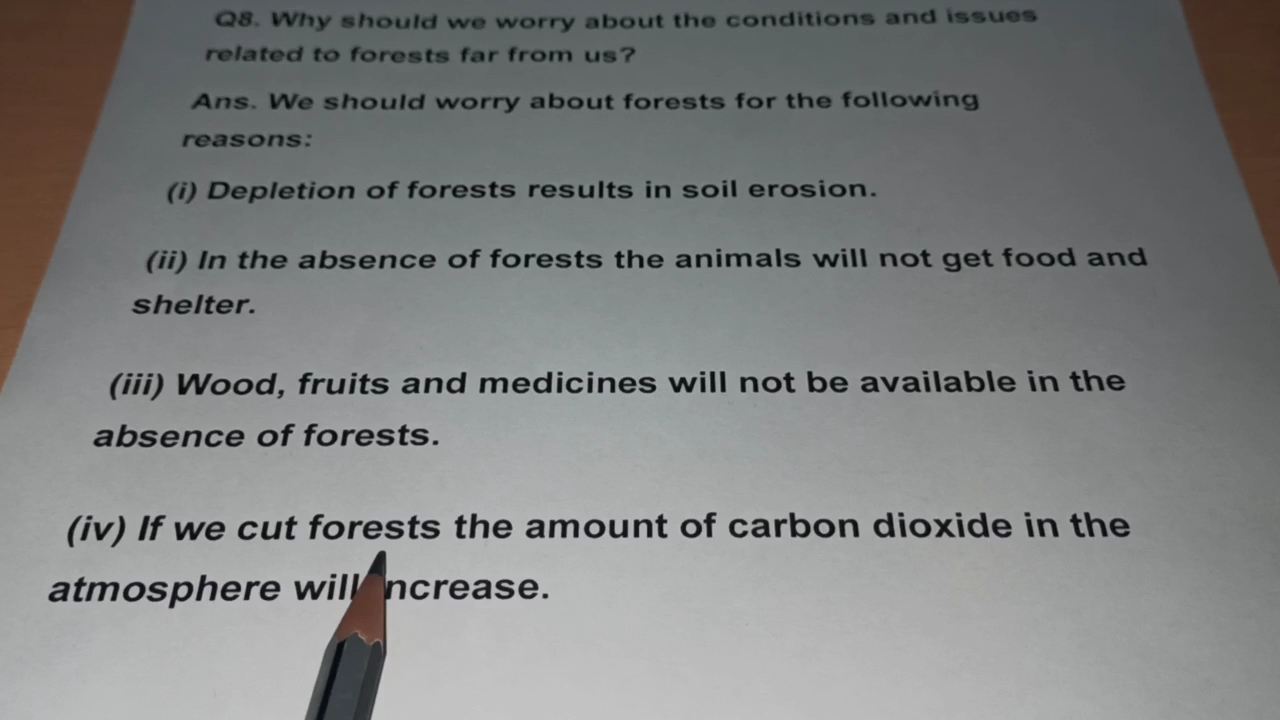 Q8. Why should we worry about the conditions and issues
related to forests far from us?
Ans. We should worry about forests for the following
reasons:
(i) Depletion of forests results in soil erosion.
(ii) In the absence of forests the animals will not get food and
shelter.
(iii) Wood, fruits and medicines will not be available in the
absence of forests.
(iv) If we cut forests the amount of carbon dioxide in the
atmosphere will increase.